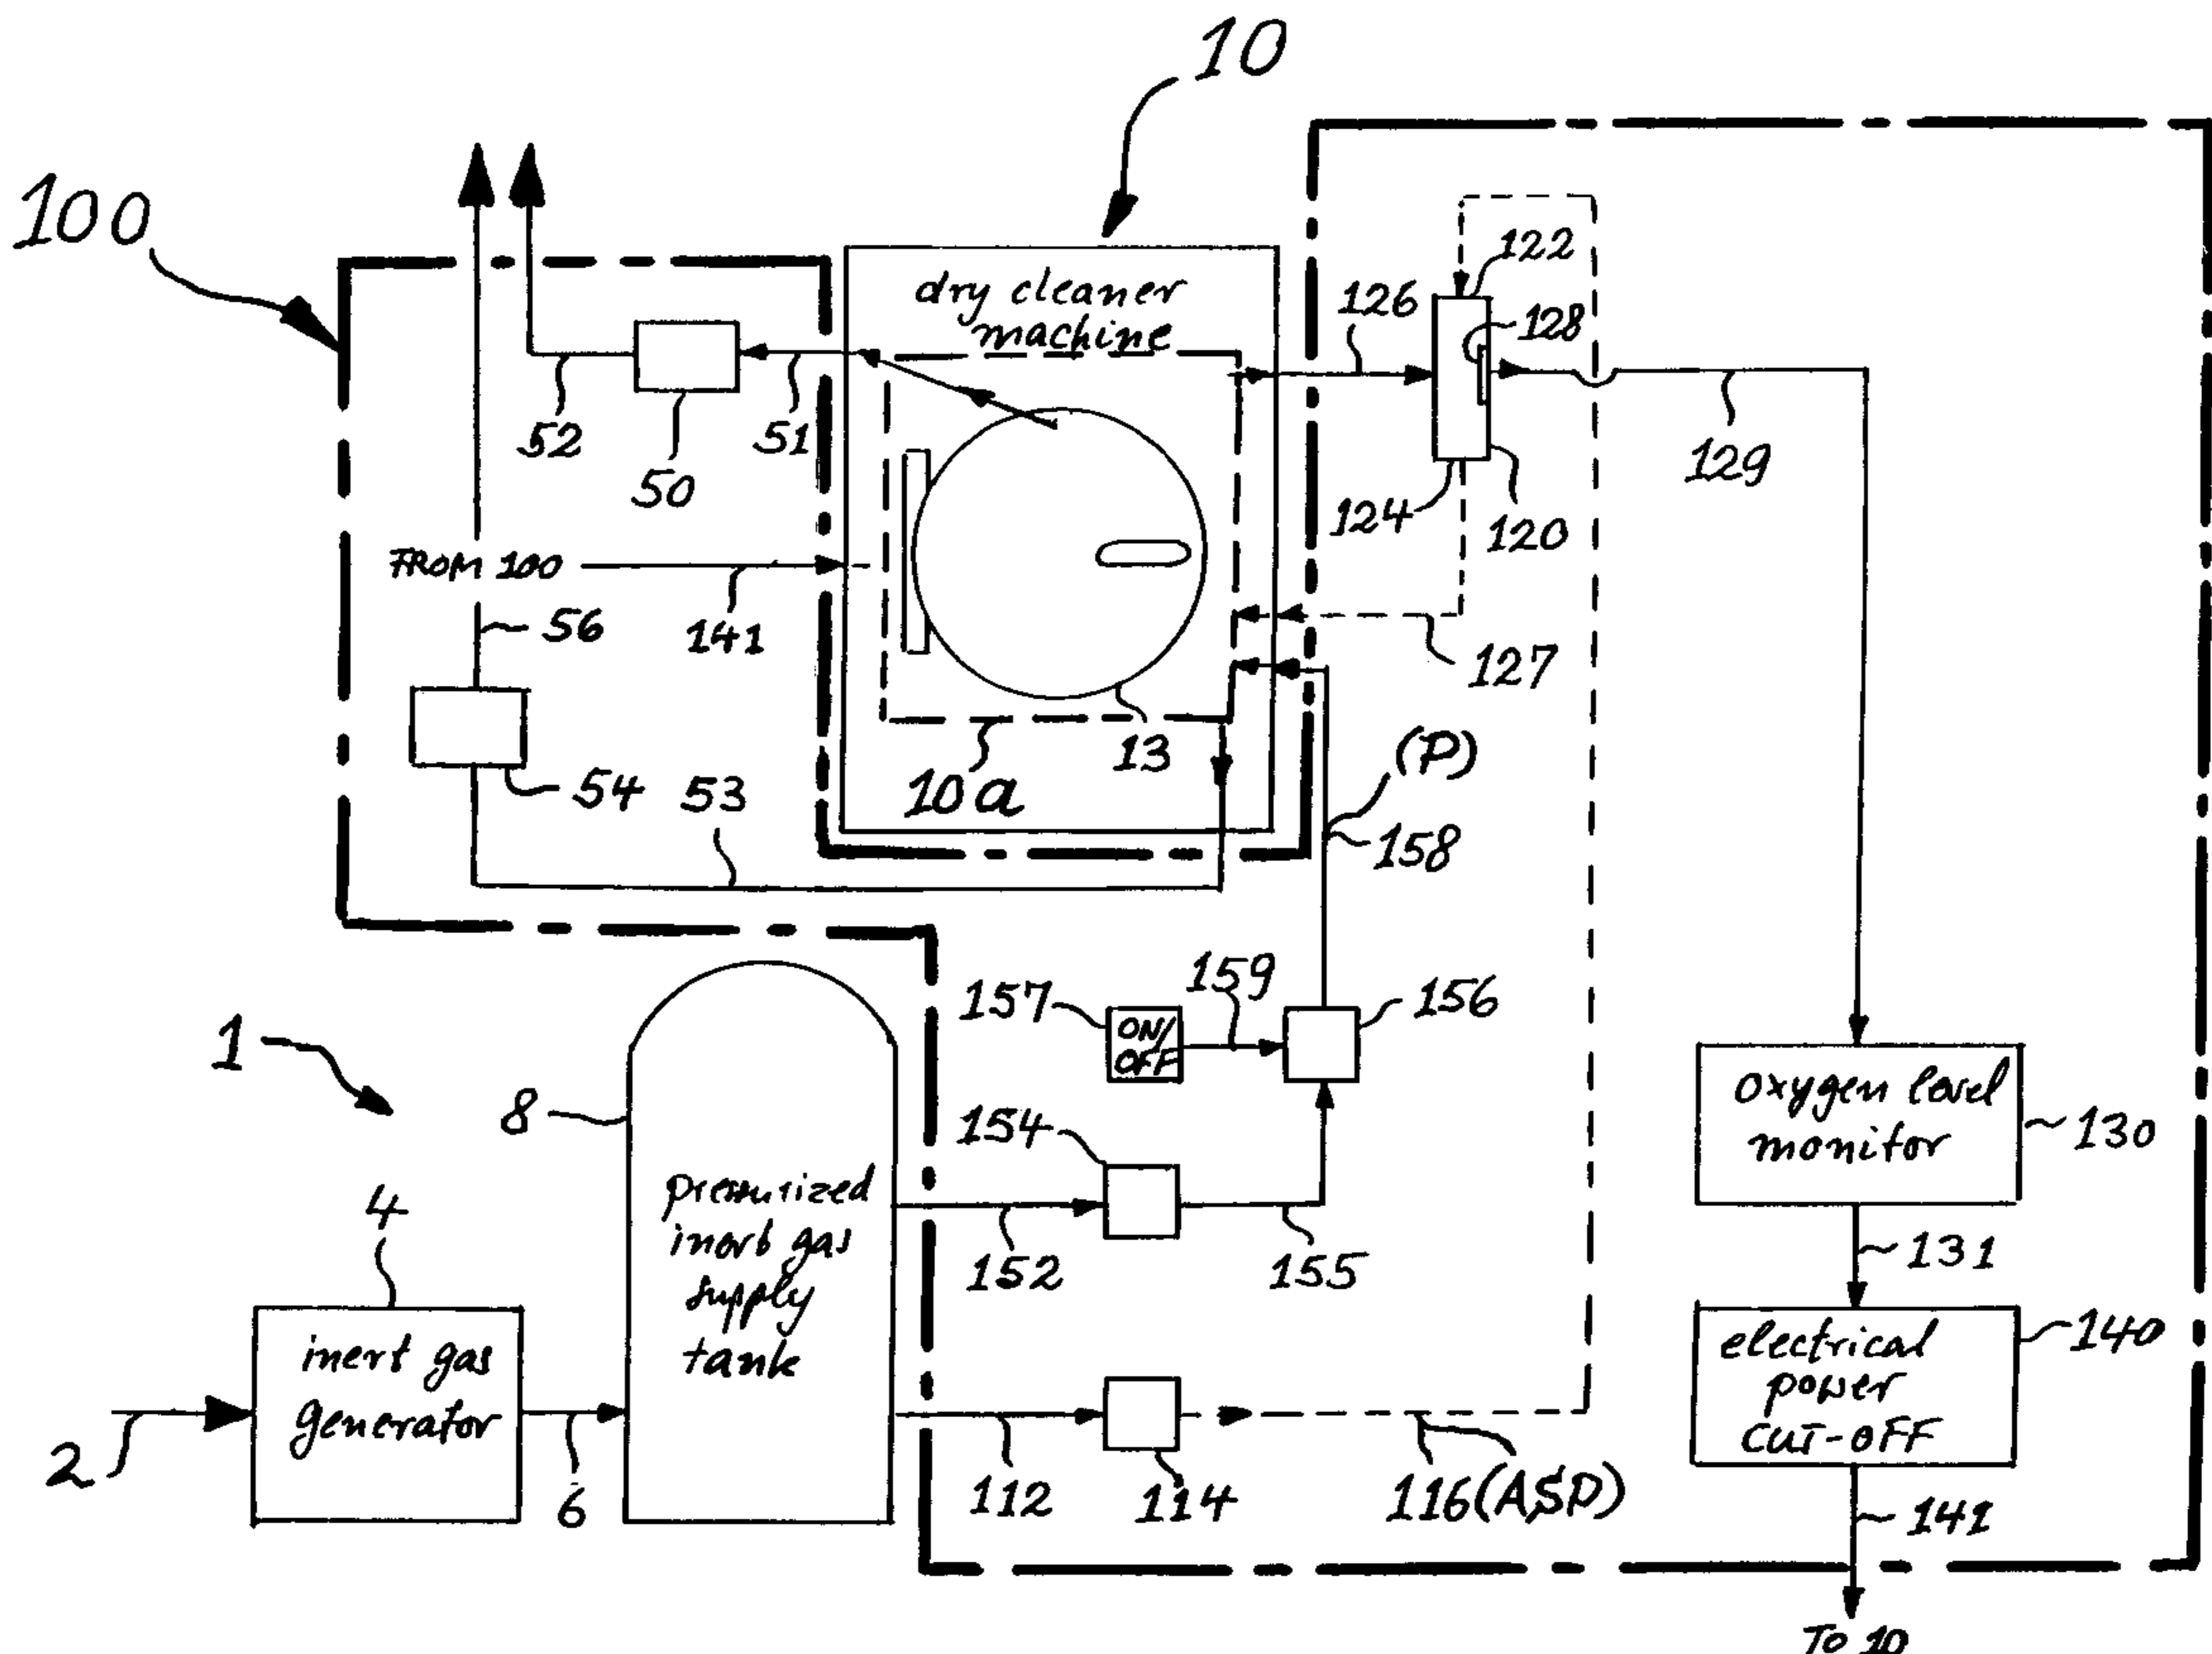 10
100
dry cleaner
machine
122
126
128
52
50
51
124
120
129
FROM 100
141
56
127
54
53
10a
13
(P)
158
157
ON/
OFF
159
156
1
8
154
oxygen level
monitor
130
pressurized
inert gas
supply
tank
152
155
131
4
inert gas
generator
electrical
power
CUT-OFF
140
2
6
112
114
116(ASP)
141
To 10